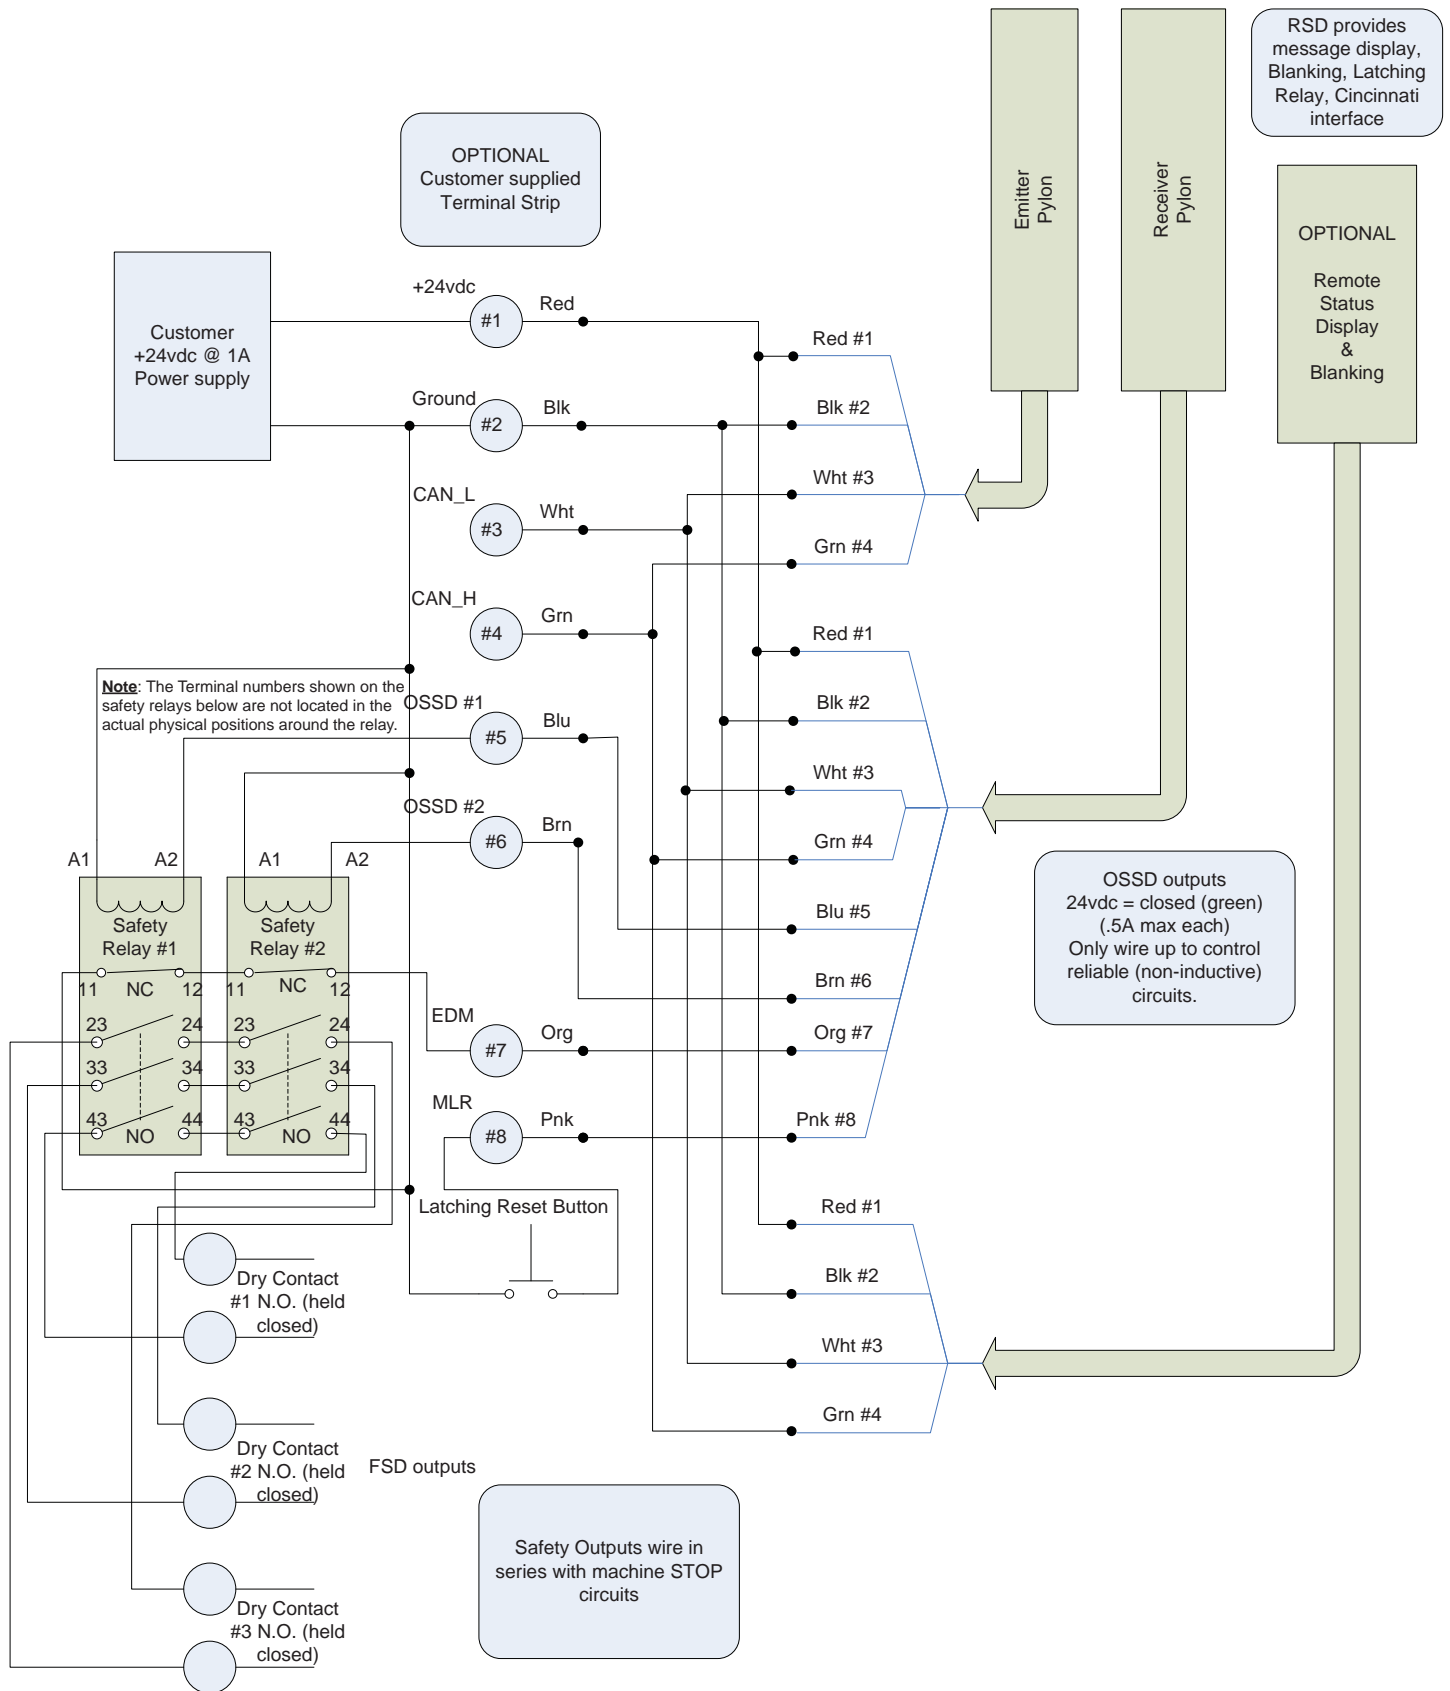 RSD provides
message display,
Blanking, Latching
Relay, Cincinnati
interface
OPTIONAL
Customer supplied
Terminal Strip
Emitter
Pylon
Receiver
Pylon
OPTIONAL
Remote
Status
Display
&
Blanking
Customer
+24vdc @ 1A
Power supply
+24vdc
#1
Red
Ground
#2
Blk
CAN_L
#3
Wht
CAN_H
#4
Grn
OSSD #1
#5
Blu
OSSD #2
#6
Brn
EDM
#7
Org
MLR
#8
Pnk
Red #1
Blk #2
Wht #3
Grn #4
Red #1
Blk #2
Wht #3
Grn #4
Blu #5
Brn #6
Org #7
Pnk #8
Red #1
Blk #2
Wht #3
Grn #4
Note: The Terminal numbers shown on the
safety relays below are not located in the
actual physical positions around the relay.
A1
A2
A1
A2
Safety
Relay #1
Safety
Relay #2
11
NC
12
11
NC
12
23
24
23
24
33
34
33
34
43
NO
44
43
NO
44
OSSD outputs
24vdc = closed (green)
(.5A max each)
Only wire up to control
reliable (non-inductive)
circuits.
Latching Reset Button
Dry Contact
#1 N.O. (held
closed)
Dry Contact
#2 N.O. (held
closed)
FSD outputs
Dry Contact
#3 N.O. (held
closed)
Safety Outputs wire in
series with machine STOP
circuits